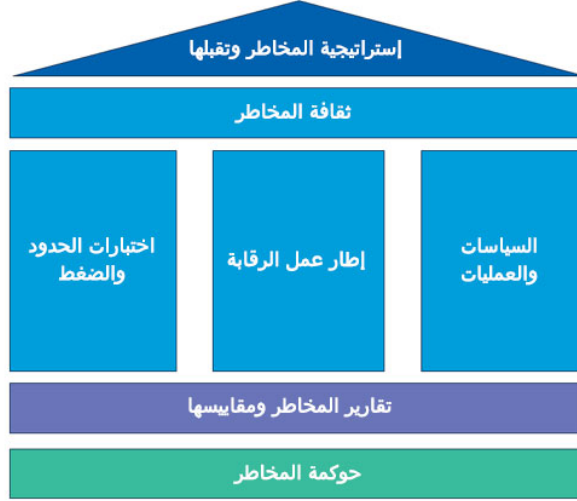 إستراتيجية المخاطر وتقبلها
ثقافة المخاطر
السياسات
والعمليات
إطار عمل الرقابة
اختبارات الحدود
والضغط
تقارير المخاطر ومقاييسها
حوكمة المخاطر